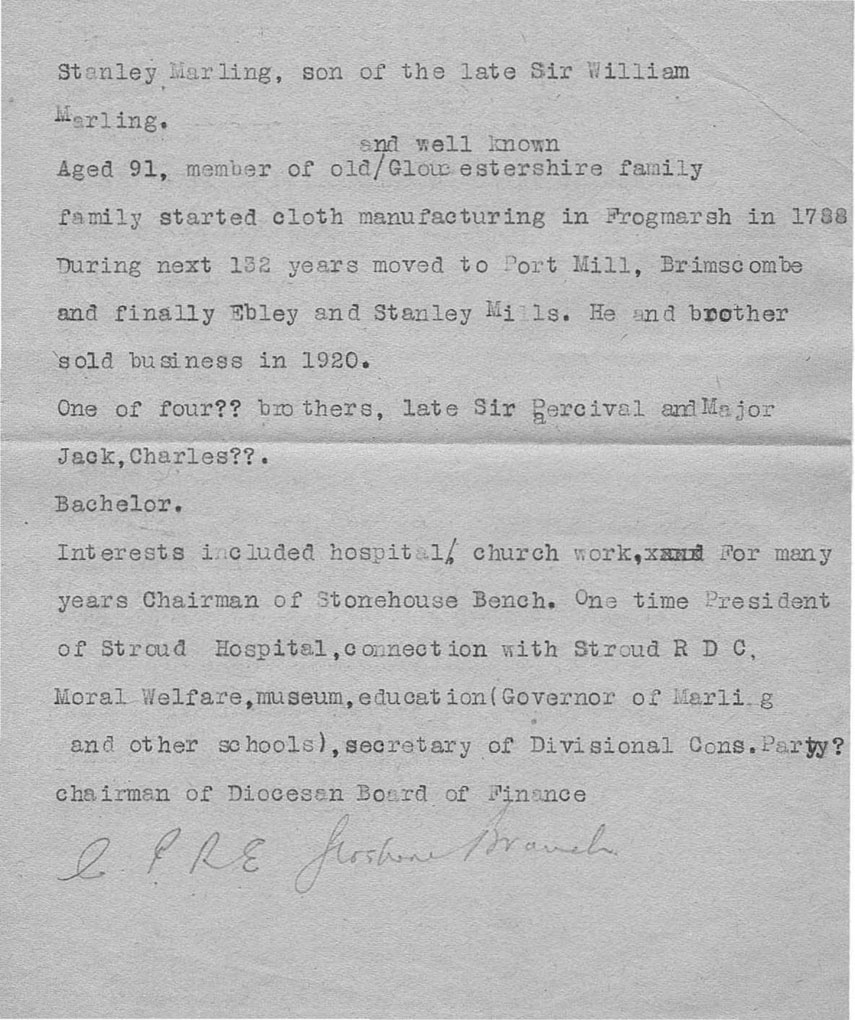 Stanley Marling, son of the late Sir William
Marling.
and well known
Aged 91, member of old/Gloucestershire family
family started cloth manufacturing in Frogmarsh in 1788
During next 132 years moved to Port Mill, Brimscombe
and finally Ebley and Stanley Mills. He and brother
sold business in 1920.
One of four?? brothers, late Sir Percival and Major
Jack,Charles??.
Bachelor.
Interests included hospital/, church work, For many
years Chairman of Stonehouse Bench. One time President
of Stroud Hospital,connection with Stroud R D C,
Moral Welfare,museum,education(Governor of Marling
and other schools),secretary of Divisional Cons.Party?
chairman of Diocesan Board of Finance
C P R E Branch